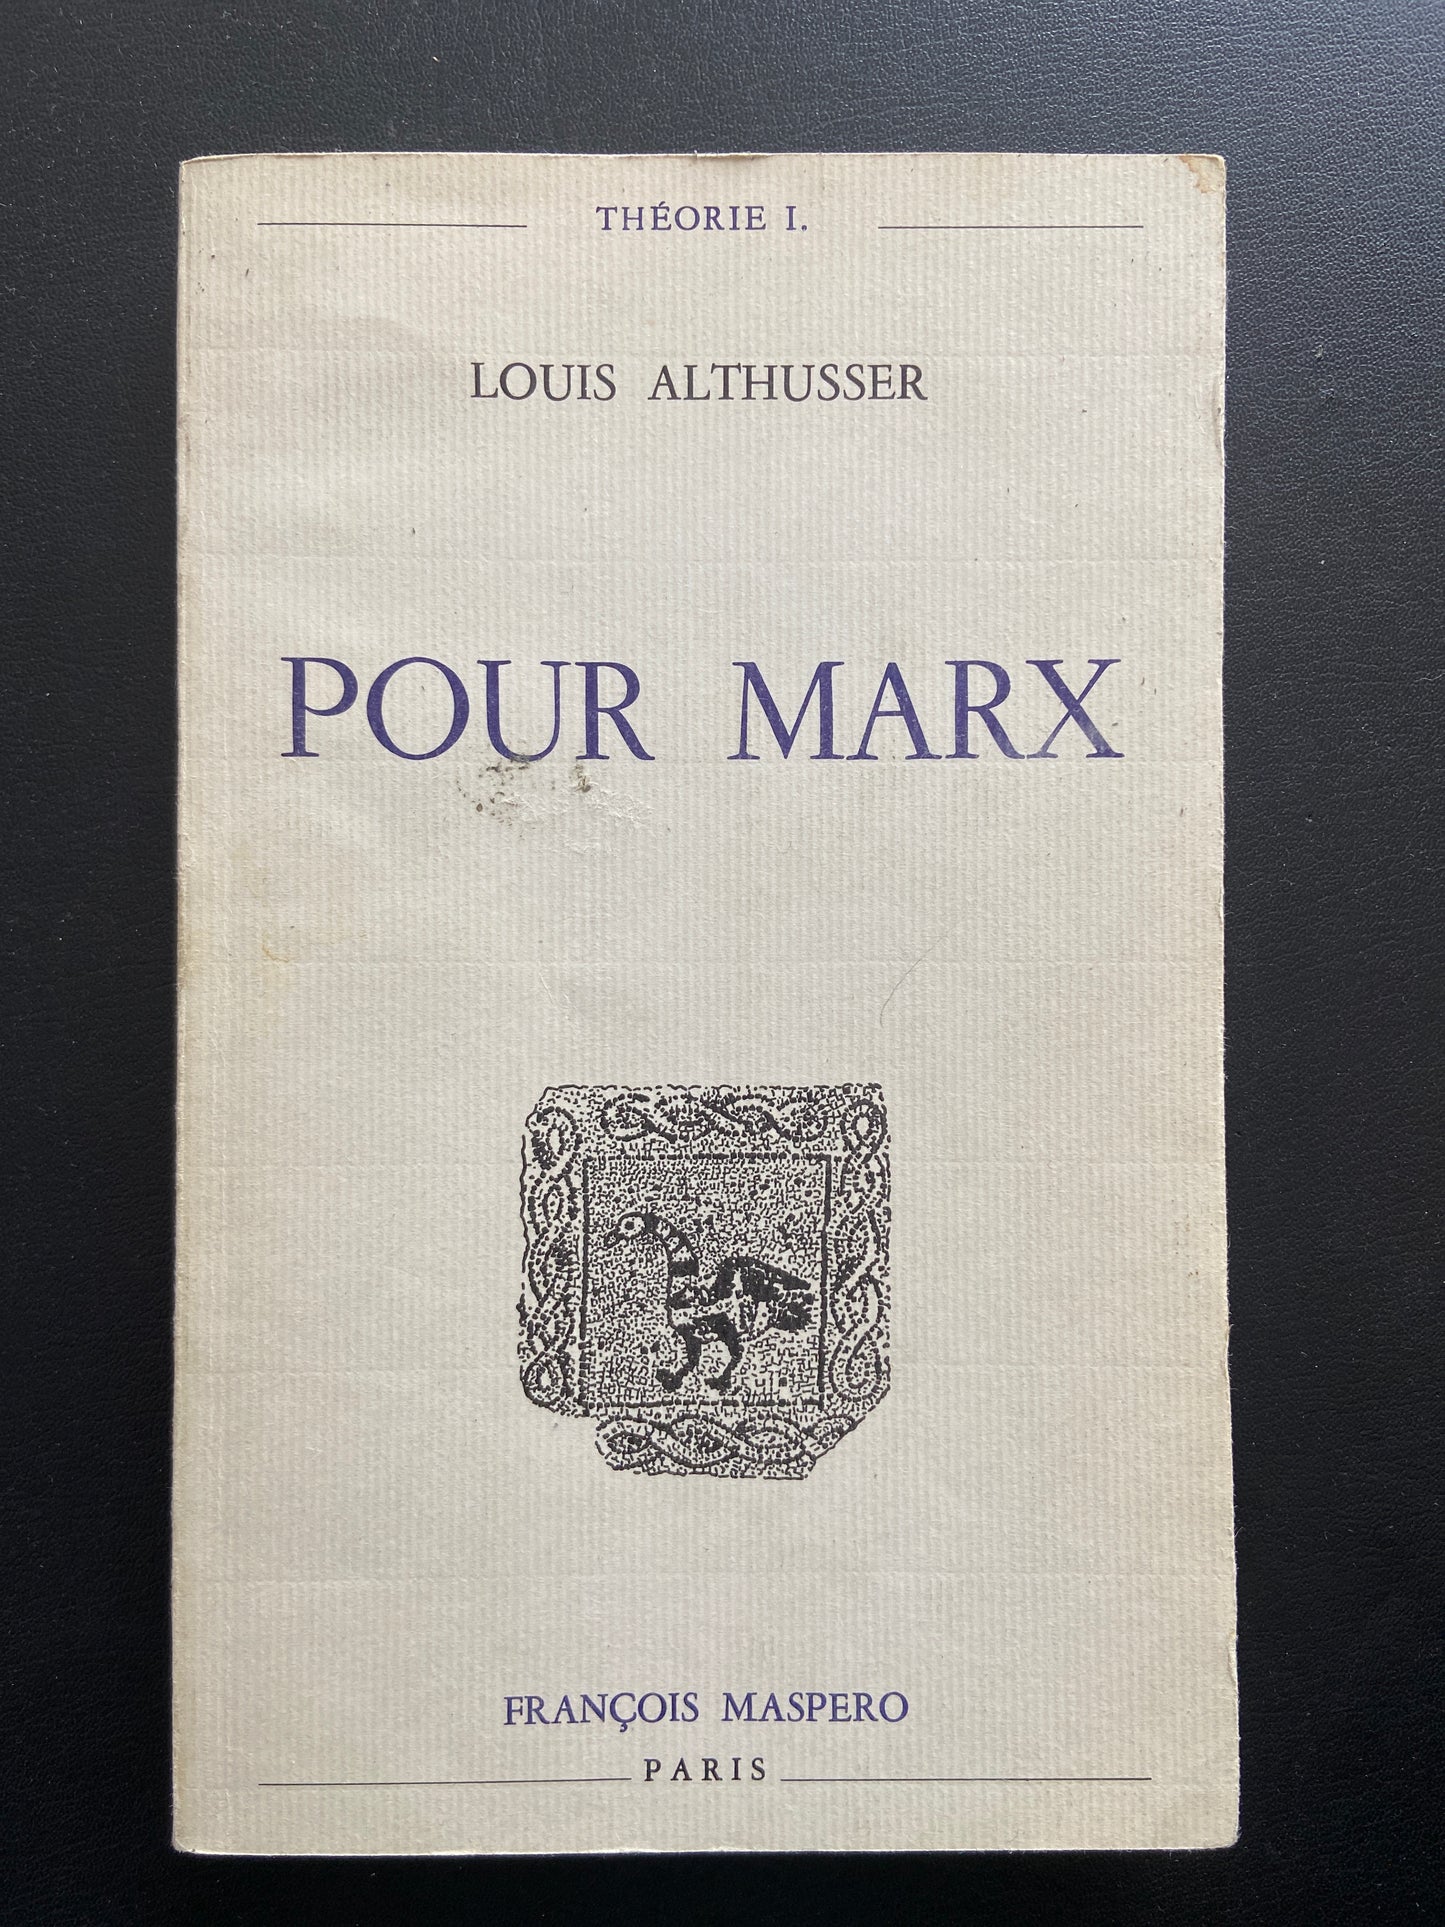 THÉORIE I.
LOUIS ALTHUSSER
POUR MARX
FRANÇOIS MASPERO
PARIS